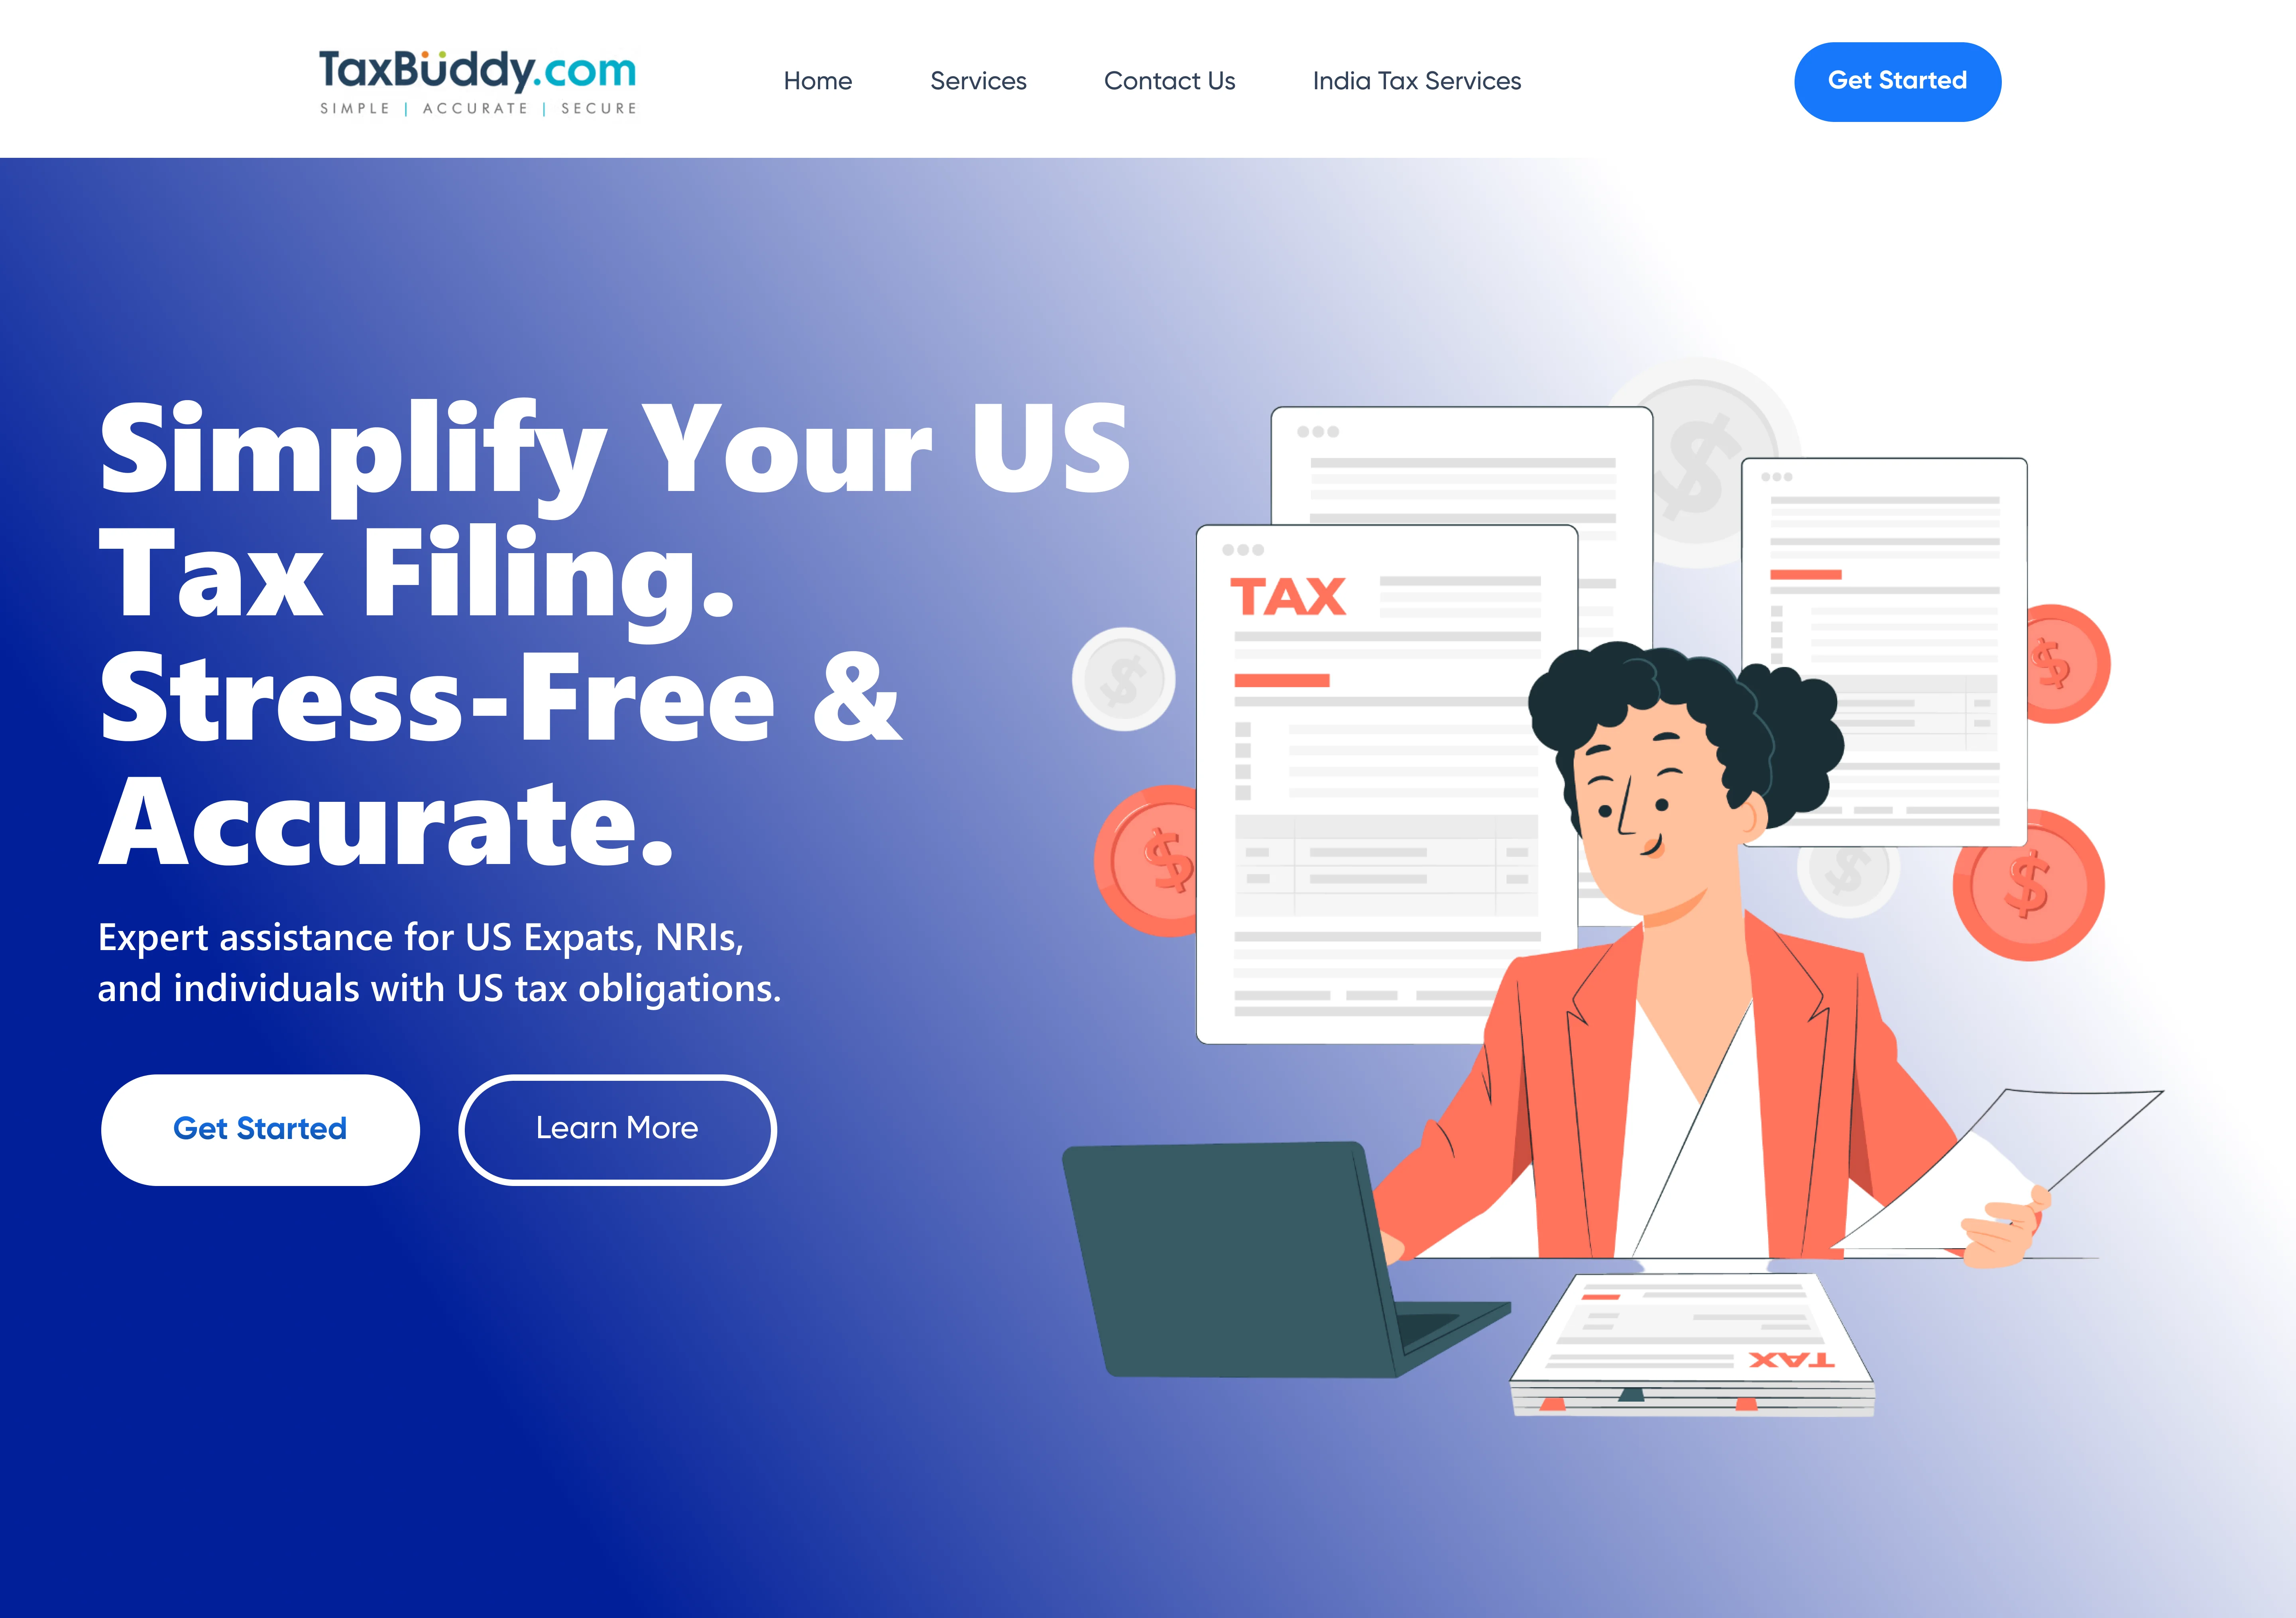 TaxBüddy.com
SIMPLE | ACCURATE | SECURE
Home
Services
Contact Us
India Tax Services
Get Started
Simplify Your US
Tax Filing.
Stress-Free &
Accurate.
Expert assistance for US Expats, NRIs,
and individuals with US tax obligations.
Get Started
Learn More
TAX
TAX